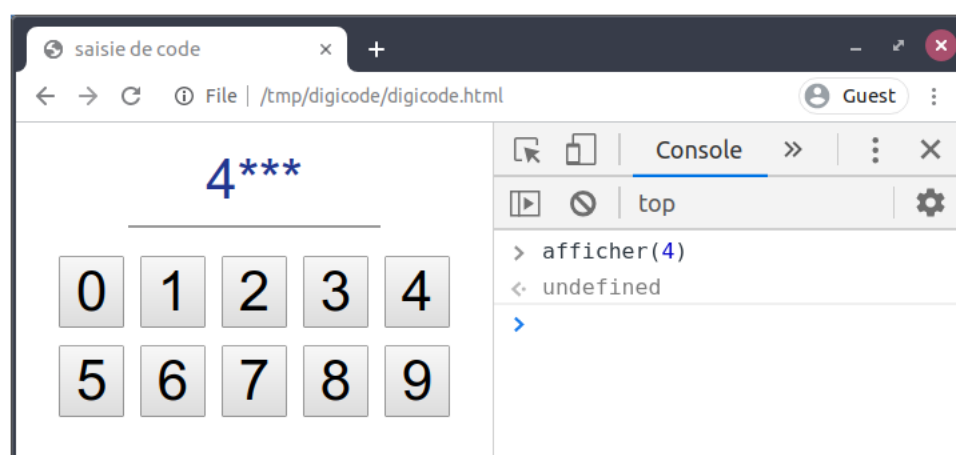 saisie de code
File | /tmp/digicode/digicode.html
Guest
4***
0 1 2 3 4
5 6 7 8 9
Console
top
afficher(4)
undefined